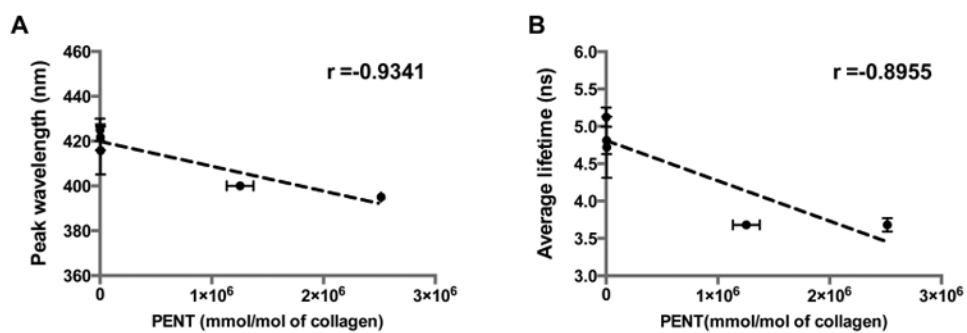 A
B
r =-0.9341
r =-0.8955
Peak wavelength (nm)
460
440
420
400
380
360
0
1×10⁶
2×10⁶
3×10⁶
PENT (mmol/mol of collagen)
Average lifetime (ns)
6.0
5.5
5.0
4.5
4.0
3.5
3.0
0
1×10⁶
2×10⁶
3×10⁶
PENT(mmol/mol of collagen)